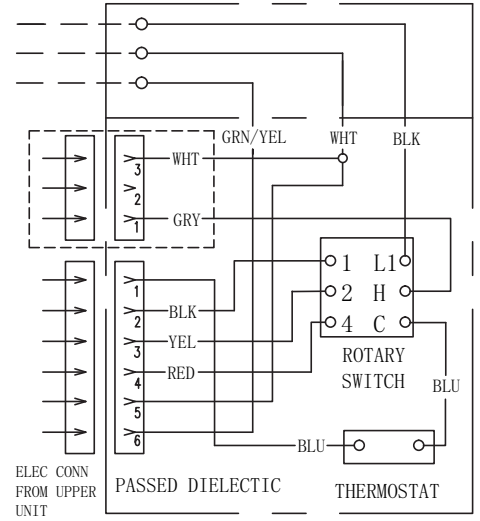 GRN/YEL WHT BLK
3 WHT
2
1 GRY
1 L1
1
2 H
2 BLK
3 YEL
4 C
ROTARY
SWITCH
4 RED
BLU
5
6
BLU
ELEC CONN
FROM UPPER
UNIT
PASSED DIELECTIC
THERMOSTAT